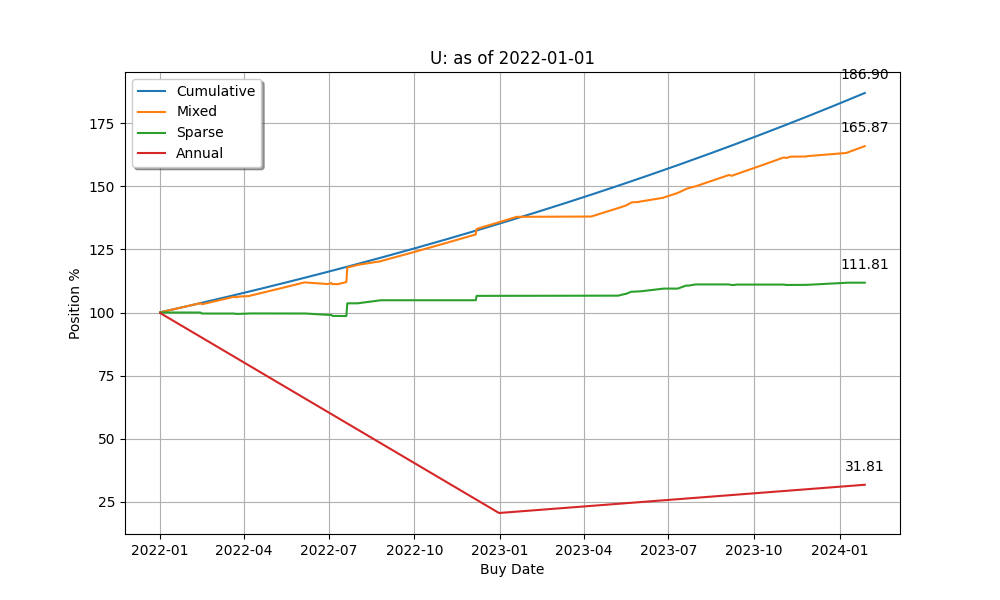 U: as of 2022-01-01
186.90
Cumulative
Mixed
Sparse
Annual
165.87
111.81
31.81
175
150
125
100
75
50
25
Position %
2022-01 2022-04 2022-07 2022-10 2023-01 2023-04 2023-07 2023-10 2024-01
Buy Date